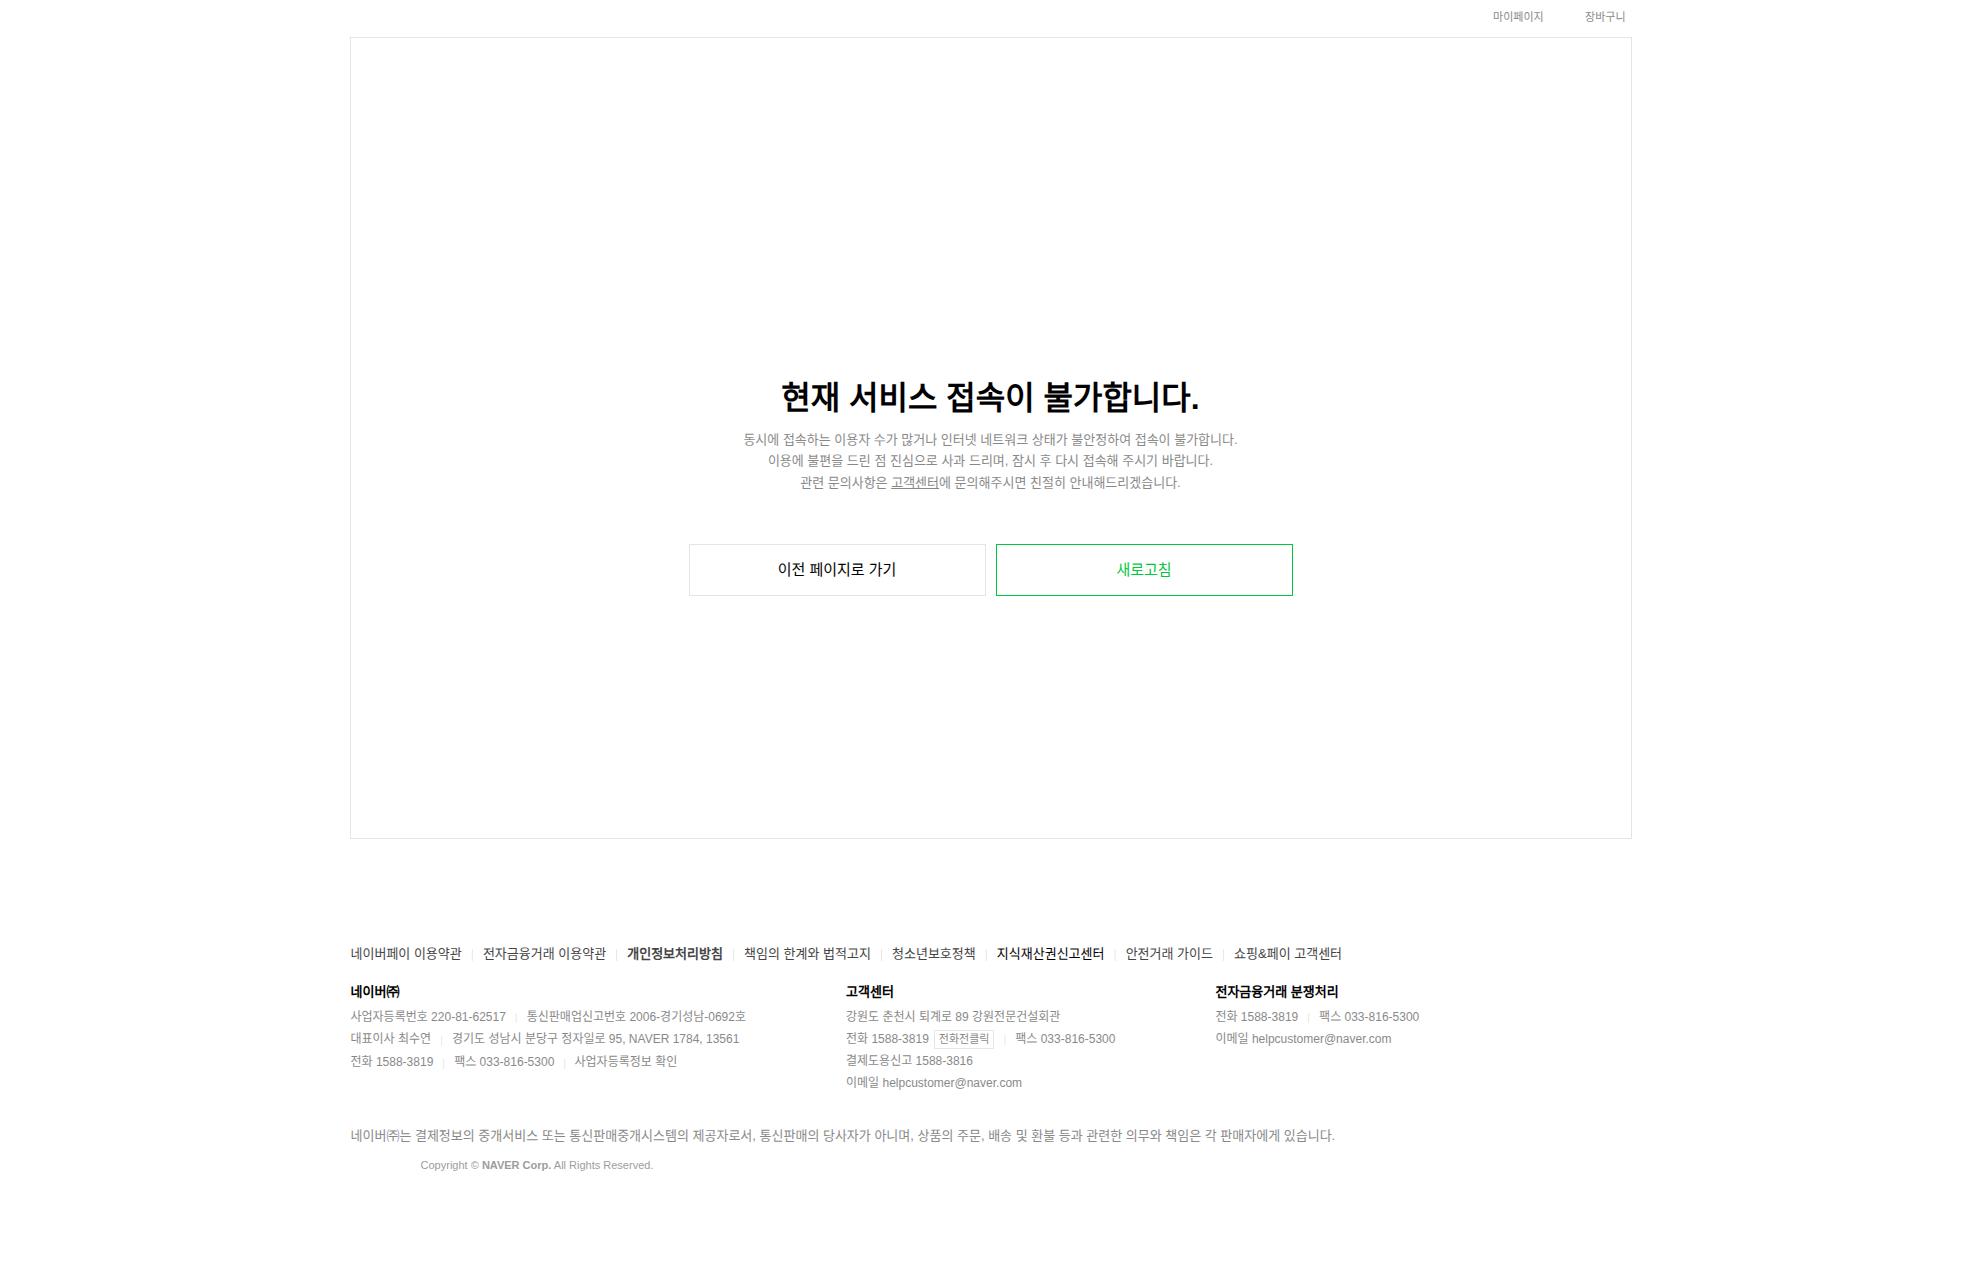 마이페이지 장바구니
현재 서비스 접속이 불가합니다.
동시에 접속하는 이용자 수가 많거나 인터넷 네트워크 상태가 불안정하여 접속이 불가합니다.
이용에 불편을 드린 점 진심으로 사과 드리며, 잠시 후 다시 접속해 주시기 바랍니다.
관련 문의사항은 고객센터에 문의해주시면 친절히 안내해드리겠습니다.
이전 페이지로 가기 새로고침
네이버페이 이용약관 | 전자금융거래 이용약관 | 개인정보처리방침 | 책임의 한계와 법적고지 | 청소년보호정책 | 지식재산권신고센터 | 안전거래 가이드 | 쇼핑&페이 고객센터
네이버㈜
사업자등록번호 220-81-62517 | 통신판매업신고번호 2006-경기성남-0692호
대표이사 최수연 | 경기도 성남시 분당구 정자일로 95, NAVER 1784, 13561
전화 1588-3819 | 팩스 033-816-5300 | 사업자등록정보 확인
고객센터
강원도 춘천시 퇴계로 89 강원전문건설회관
전화 1588-3819 전화전클릭 | 팩스 033-816-5300
결제도용신고 1588-3816
이메일 helpcustomer@naver.com
전자금융거래 분쟁처리
전화 1588-3819 | 팩스 033-816-5300
이메일 helpcustomer@naver.com
네이버㈜는 결제정보의 중개서비스 또는 통신판매중개시스템의 제공자로서, 통신판매의 당사자가 아니며, 상품의 주문, 배송 및 환불 등과 관련한 의무와 책임은 각 판매자에게 있습니다.
Copyright © NAVER Corp. All Rights Reserved.